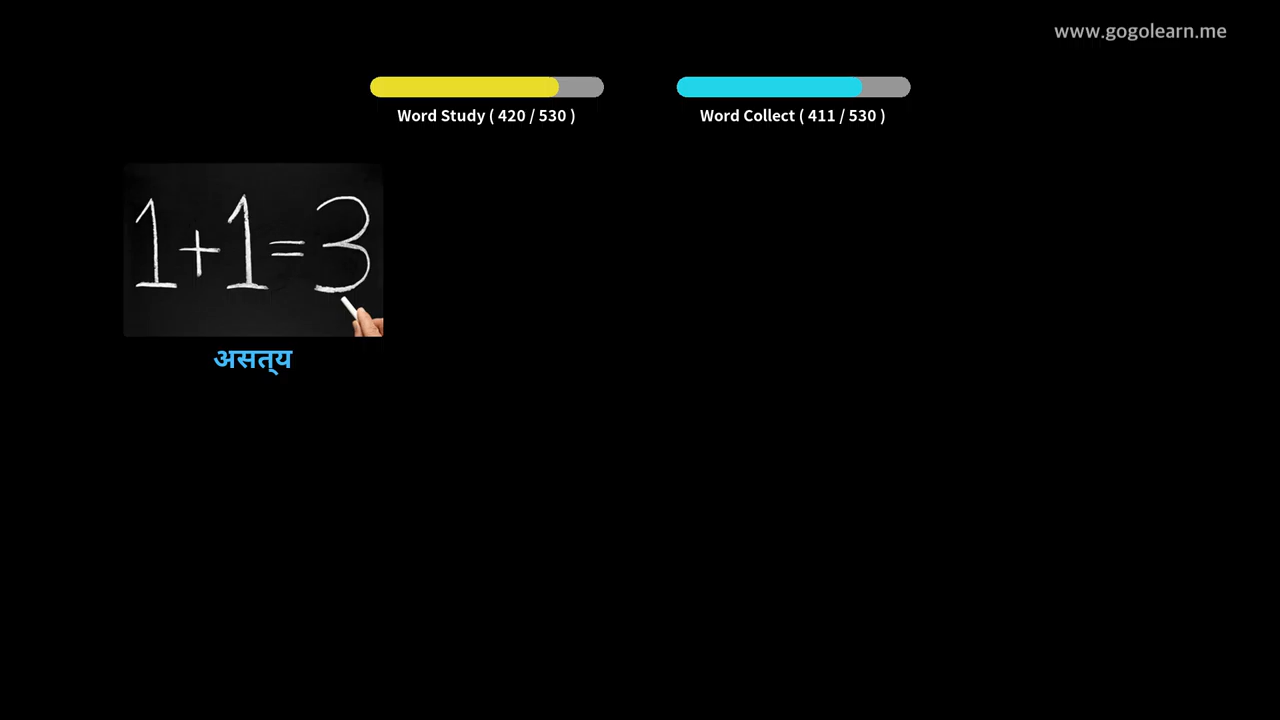 www.gogolearn.me
Word Study ( 420 / 530 )
Word Collect ( 411 / 530 )
1+1=3
असत्य